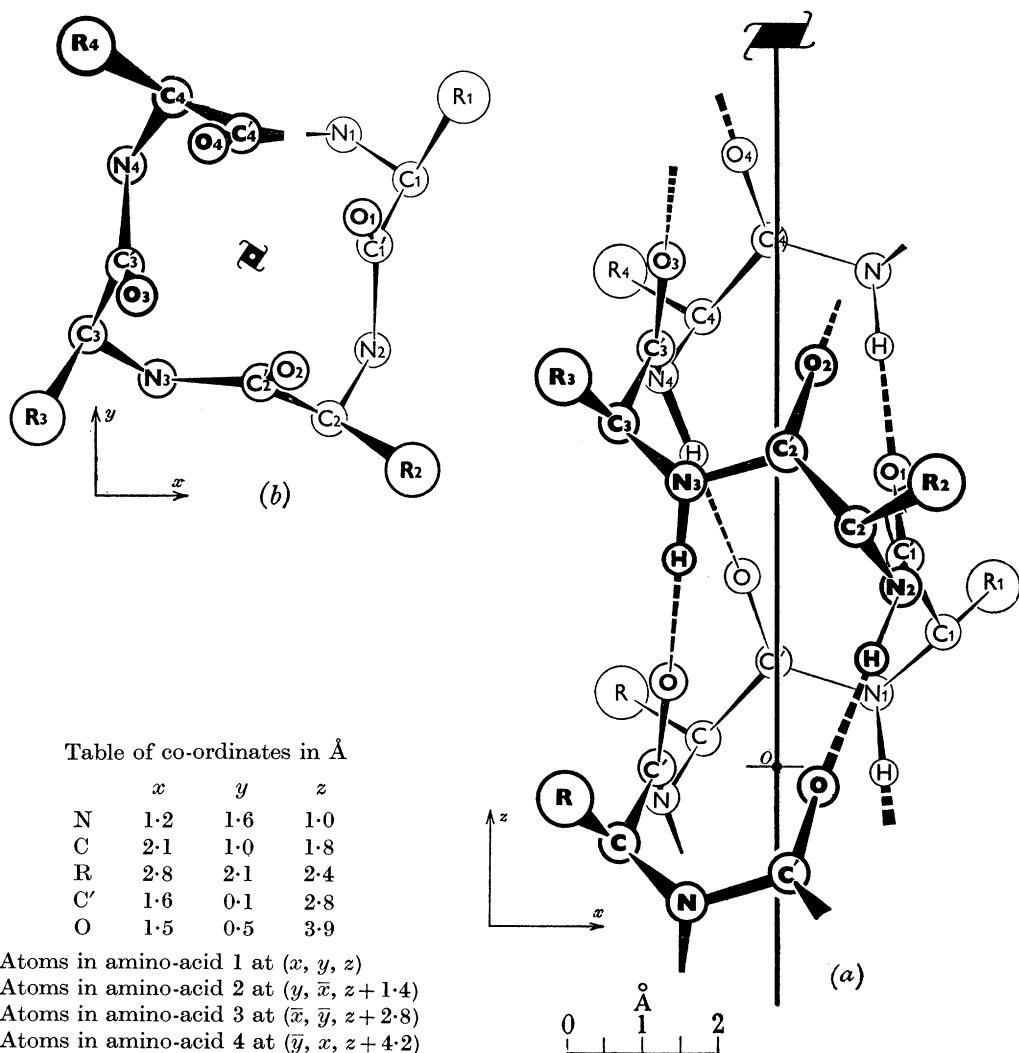 R4
C4
C′4
O4
N1
R1
N4
C1
O1
C′1
C′3
O3
N2
C3
N3
C′2
O2
C2
R3
R2
y
x
(b)
O4
O3
C′4
N
R4
C4
C′3
H
O2
R3
N4
C3
H
C′2
O1
N3
R2
C2
C′1
H
O
N2
R1
C1
H
O
C′
R
N1
C
O
C′
H
R
N
O
C
C′
z
N
x
(a)
Å
0 1 2
Table of co-ordinates in Å
x y z
N 1·2 1·6 1·0
C 2·1 1·0 1·8
R 2·8 2·1 2·4
C′ 1·6 0·1 2·8
O 1·5 0·5 3·9
Atoms in amino-acid 1 at (x, y, z)
Atoms in amino-acid 2 at (y, x̄, z + 1·4)
Atoms in amino-acid 3 at (x̄, ȳ, z + 2·8)
Atoms in amino-acid 4 at (ȳ, x, z + 4·2)